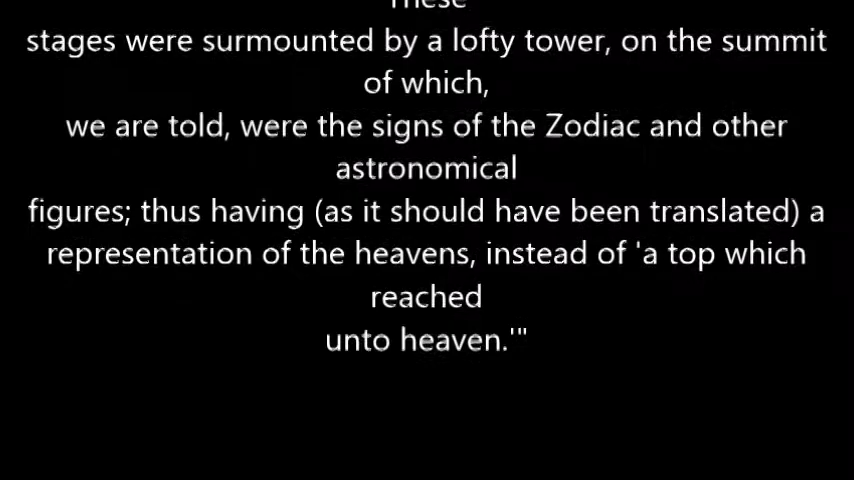 These
stages were surmounted by a lofty tower, on the summit
of which,
we are told, were the signs of the Zodiac and other
astronomical
figures; thus having (as it should have been translated) a
representation of the heavens, instead of 'a top which
reached
unto heaven.'"